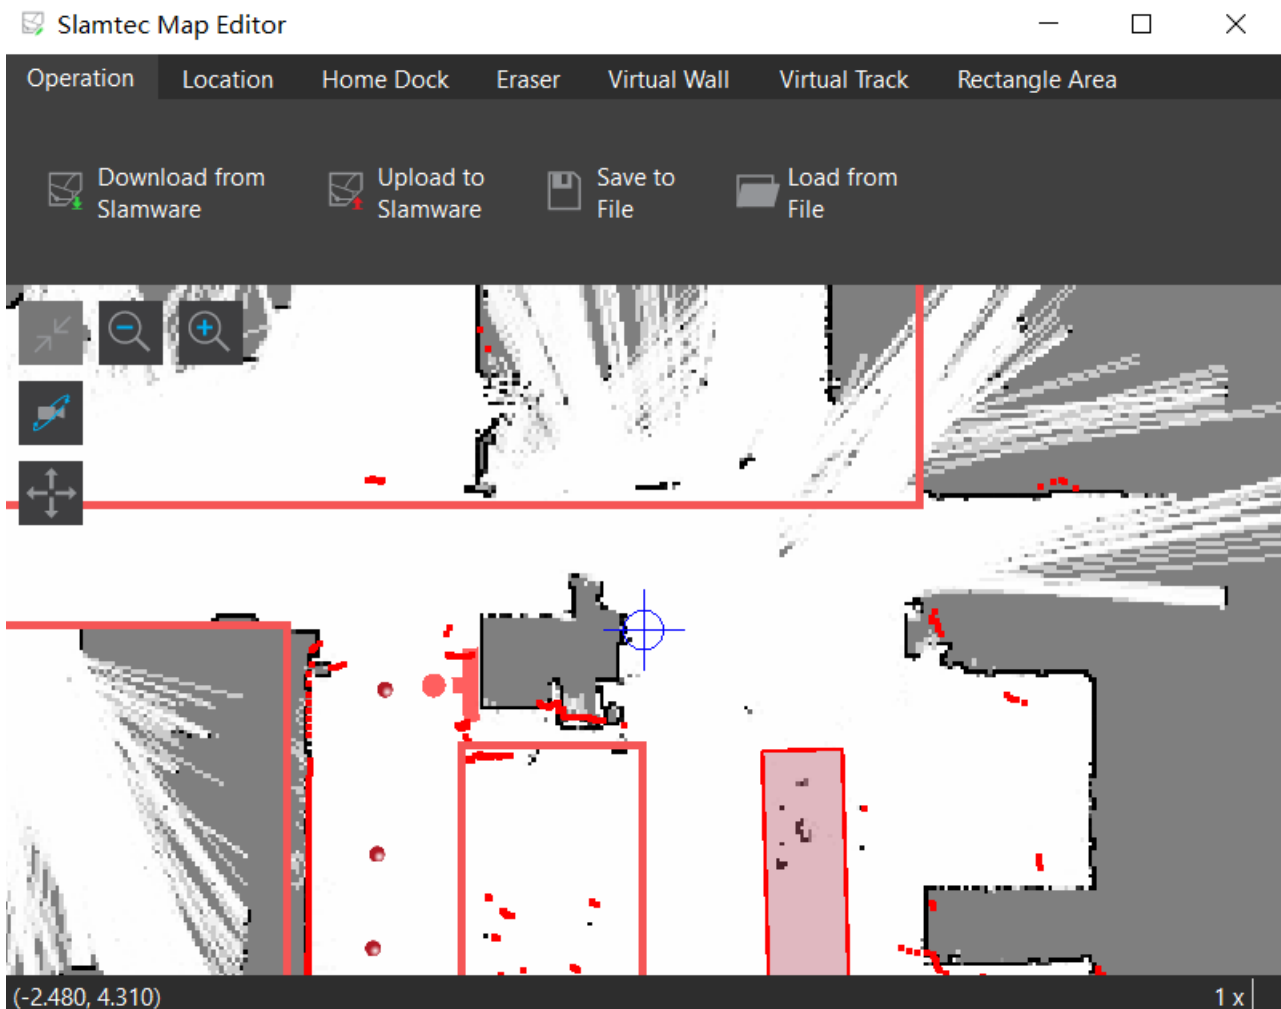 Slamtec Map Editor
Operation Location Home Dock Eraser Virtual Wall Virtual Track Rectangle Area
Download from
Slamware
Upload to
Slamware
Save to
File
Load from
File
(-2.480, 4.310)
1 x